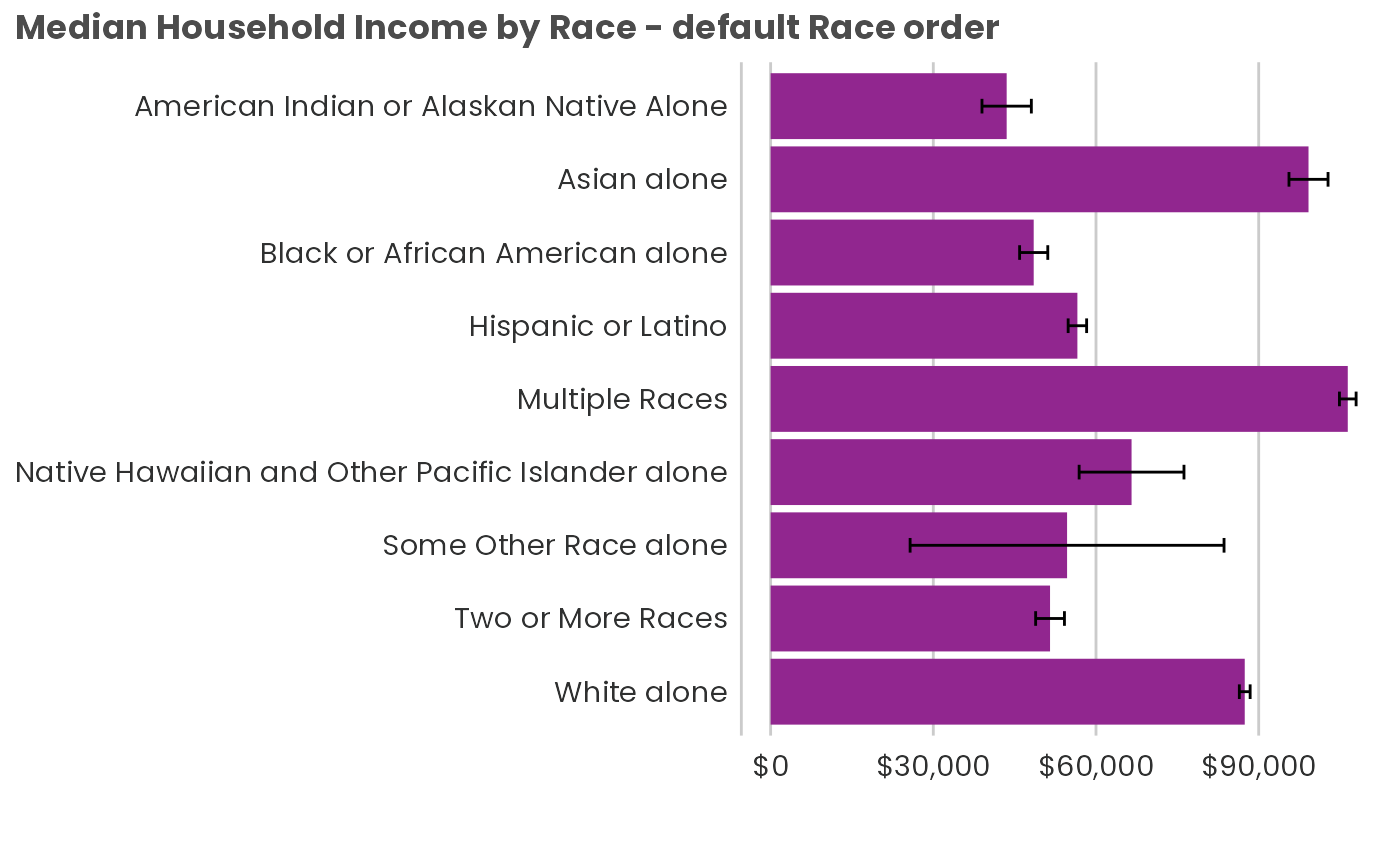 Median Household Income by Race - default Race order
American Indian or Alaskan Native Alone
Asian alone
Black or African American alone
Hispanic or Latino
Multiple Races
Native Hawaiian and Other Pacific Islander alone
Some Other Race alone
Two or More Races
White alone
$0 $30,000 $60,000 $90,000